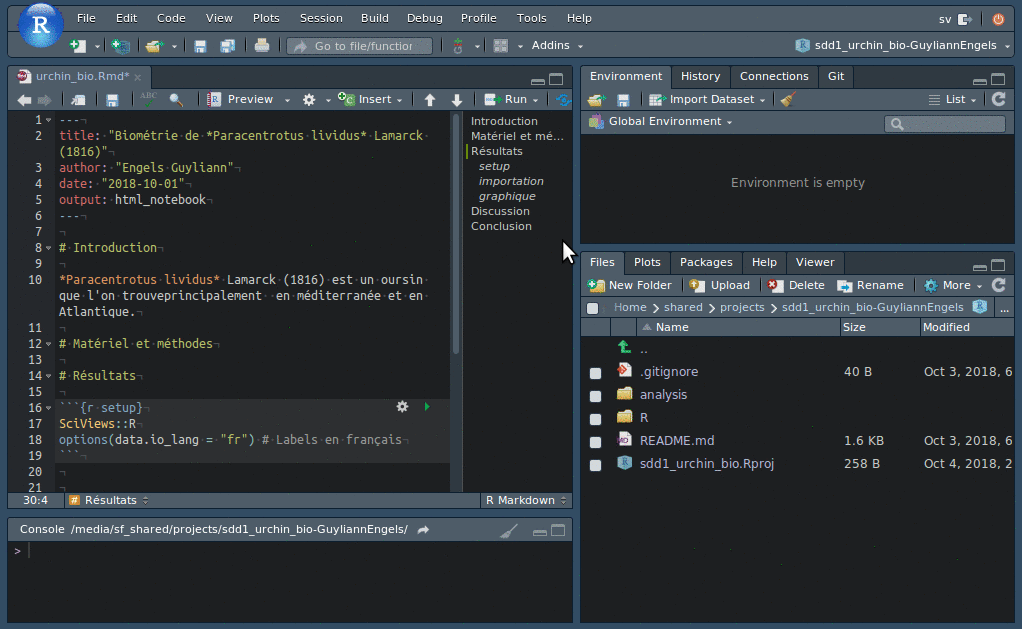 File Edit Code View Plots Session Build Debug Profile Tools Help
sv
Go to file/function
Addins
sdd1_urchin_bio-GuyliannEngels
urchin_bio.Rmd*
ABC
Preview
Insert
Run
1 ---
2 title: "Biométrie de *Paracentrotus lividus* Lamarck
(1816)"
3 author: "Engels Guyliann"
4 date: "2018-10-01"
5 output: html_notebook
6 ---
7
8 # Introduction
9
10 *Paracentrotus lividus* Lamarck (1816) est un oursin
que l'on trouveprincipalement  en méditerranée et en
Atlantique.
11
12 # Matériel et méthodes
13
14 # Résultats
15
16 ```{r setup}
17 SciViews::R
18 options(data.io_lang = "fr") # Labels en français
19 ```
20
21
Introduction
Matériel et mé...
Résultats
setup
importation
graphique
Discussion
Conclusion
30:4 # Résultats R Markdown
Console /media/sf_shared/projects/sdd1_urchin_bio-GuyliannEngels/
>
Environment History Connections Git
Import Dataset
List
Global Environment
Environment is empty
Files Plots Packages Help Viewer
New Folder Upload Delete Rename More
Home shared projects sdd1_urchin_bio-GuyliannEngels R ...
Name Size Modified
..
.gitignore 40 B Oct 3, 2018, 6
analysis
R
README.md 1.6 KB Oct 3, 2018, 6
sdd1_urchin_bio.Rproj 258 B Oct 4, 2018, 2